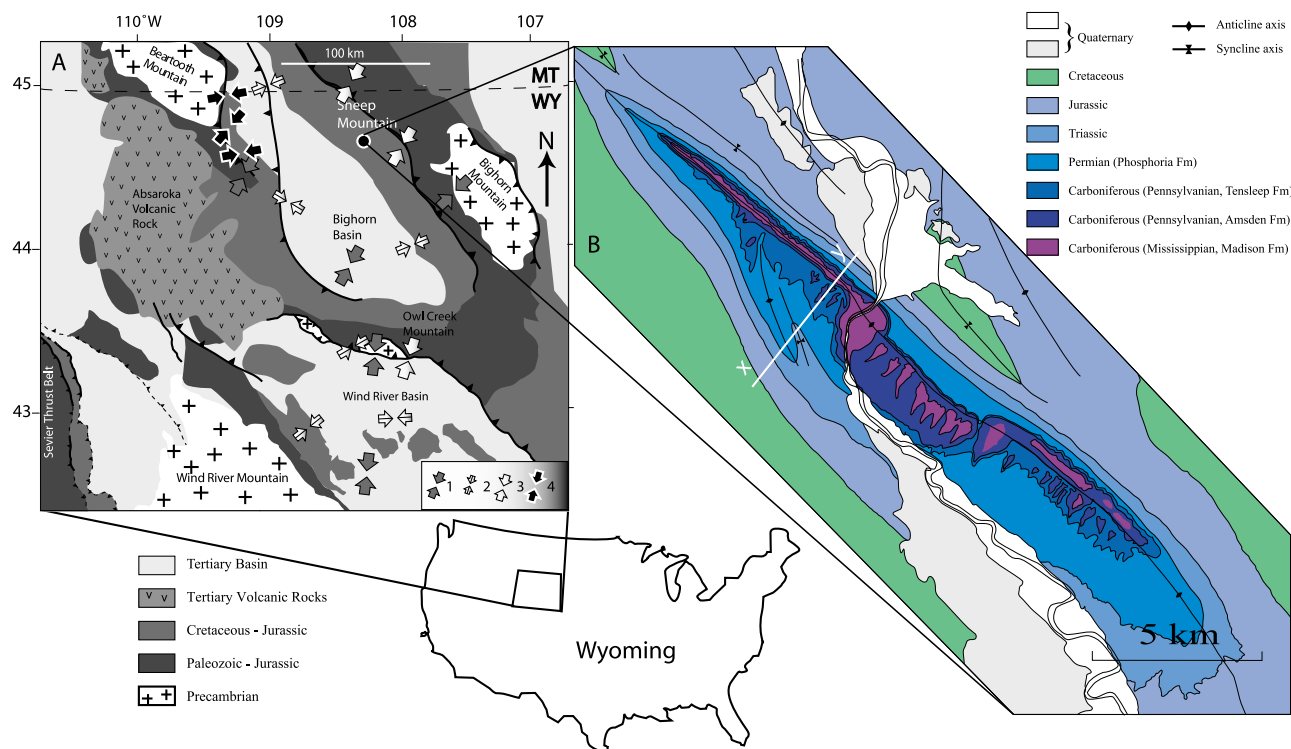 110°W 109 108 107
A
100 km
Beartooth
Mountain
45
MT
WY
Sheep
Mountain
N
Bighorn
Mountain
Absaroka
Volcanic
Rock
Bighorn
Basin
44
Owl Creek
Mountain
43
Wind River Basin
Sevier Thrust Belt
Wind River Mountain
1 2 3 4
Tertiary Basin
Tertiary Volcanic Rocks
Cretaceous - Jurassic
Paleozoic - Jurassic
Precambrian
Wyoming
B
X
Y
5 km
Quaternary
Cretaceous
Jurassic
Triassic
Permian (Phosphoria Fm)
Carboniferous (Pennsylvanian, Tensleep Fm)
Carboniferous (Pennsylvanian, Amsden Fm)
Carboniferous (Mississippian, Madison Fm)
Anticline axis
Syncline axis